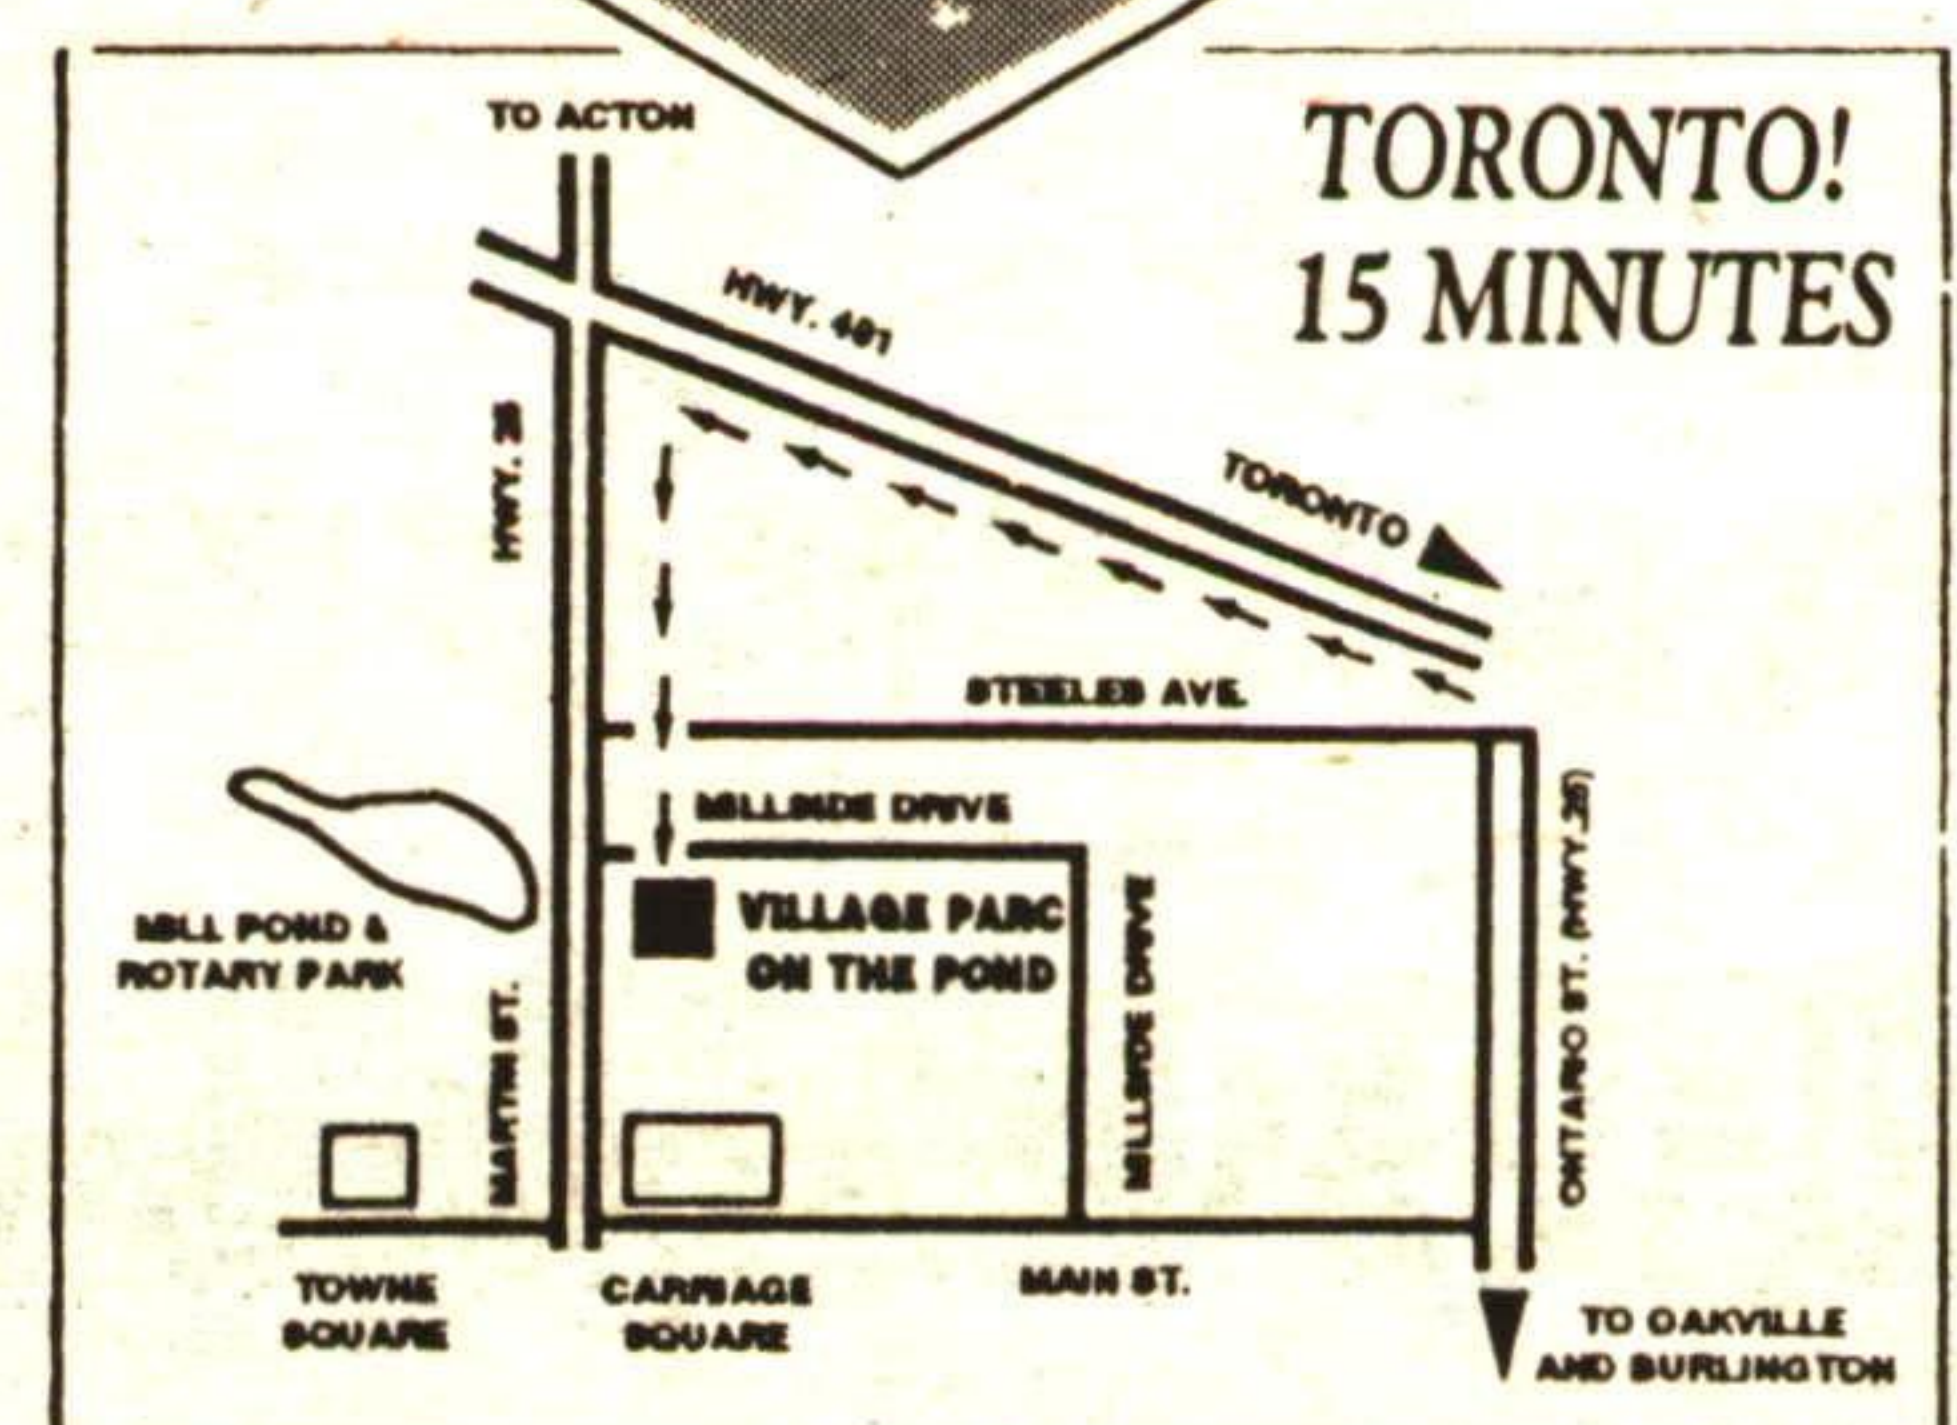 TO ACTON
TORONTO!
15 MINUTES
HWY. 401
HWY. 25
TORONTO
STEELES AVE.
MILLSIDE DRIVE
ONTARIO ST. (HWY. 25)
VILLAGE PARC
ON THE POND
MILLSIDE DRIVE
MILL POND &
ROTARY PARK
MARTIN ST.
TOWNE
SQUARE
CARRIAGE
SQUARE
MAIN ST.
TO OAKVILLE
AND BURLINGTON